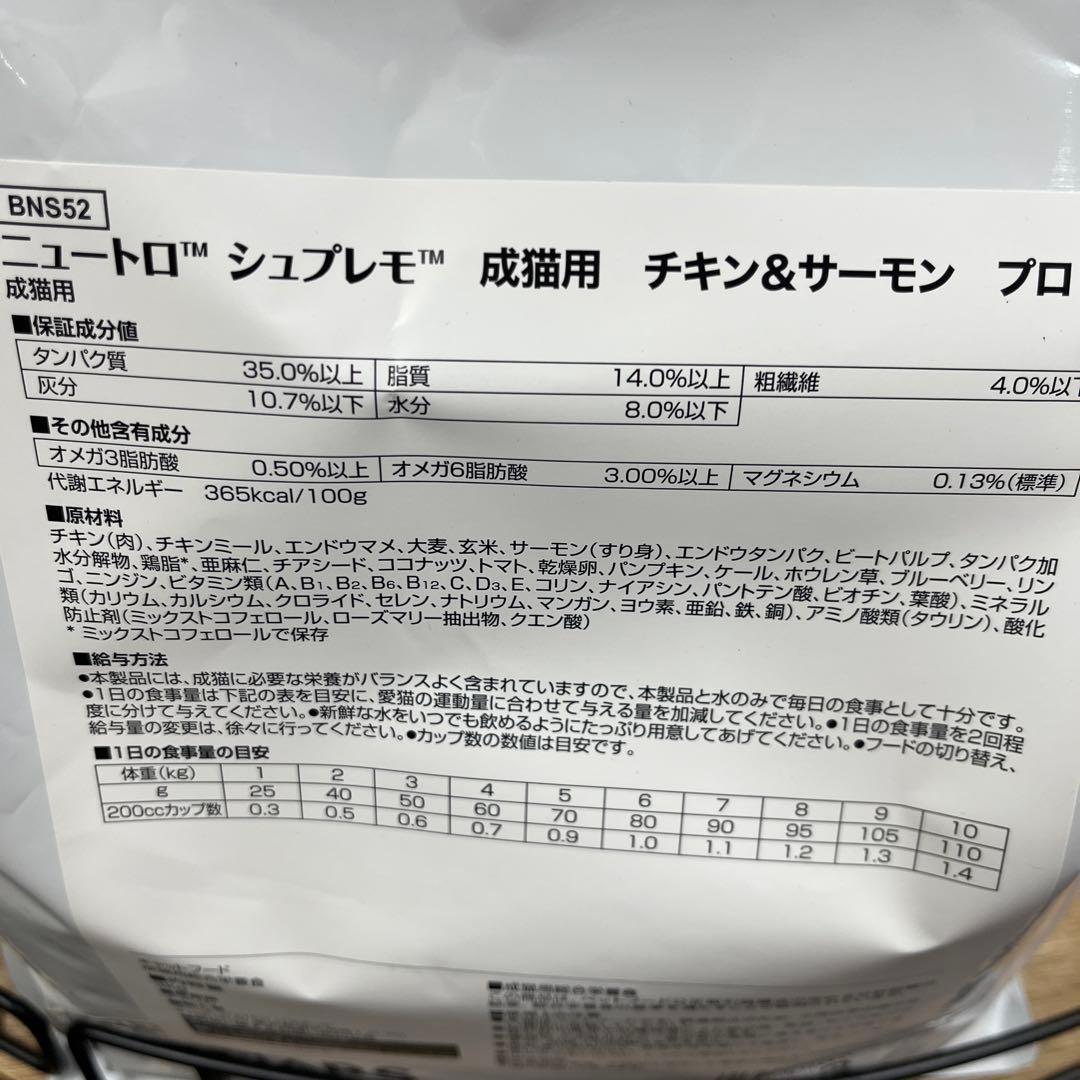 BNS52
ニュートロ™ シュプレモ™ 成猫用 チキン&サーモン プロ
成猫用
■保証成分値
タンパク質 35.0%以上 脂質 14.0%以上 粗繊維 4.0%以下
灰分 10.7%以下 水分 8.0%以下
■その他含有成分
オメガ3脂肪酸 0.50%以上 オメガ6脂肪酸 3.00%以上 マグネシウム 0.13%(標準)
代謝エネルギー 365kcal/100g
■原材料
チキン(肉)、チキンミール、エンドウマメ、大麦、玄米、サーモン(すり身)、エンドウタンパク、ビートパルプ、タンパク加
水分解物、鶏脂*、亜麻仁、チアシード、ココナッツ、トマト、乾燥卵、パンプキン、ケール、ホウレン草、ブルーベリー、リン
ゴ、ニンジン、ビタミン類(A、B1、B2、B6、B12、C、D3、E、コリン、ナイアシン、パントテン酸、ビオチン、葉酸)、ミネラル
類(カリウム、カルシウム、クロライド、セレン、ナトリウム、マンガン、ヨウ素、亜鉛、鉄、銅)、アミノ酸類(タウリン)、酸化
防止剤(ミックストコフェロール、ローズマリー抽出物、クエン酸)
* ミックストコフェロールで保存
■給与方法
●本製品には、成猫に必要な栄養がバランスよく含まれていますので、本製品と水のみで毎日の食事として十分です。
●1日の食事量は下記の表を目安に、愛猫の運動量に合わせて与える量を加減してください。●1日の食事量を2回程
度に分けて与えてください。●新鮮な水をいつでも飲めるようにたっぷり用意してあげてください。●フードの切り替え、
給与量の変更は、徐々に行ってください。●カップ数の数値は目安です。
■1日の食事量の目安
体重(kg) 1 2 3 4 5 6 7 8 9 10
g 25 40 50 60 70 80 90 95 105 110
200ccカップ数 0.3 0.5 0.6 0.7 0.9 1.0 1.1 1.2 1.3 1.4